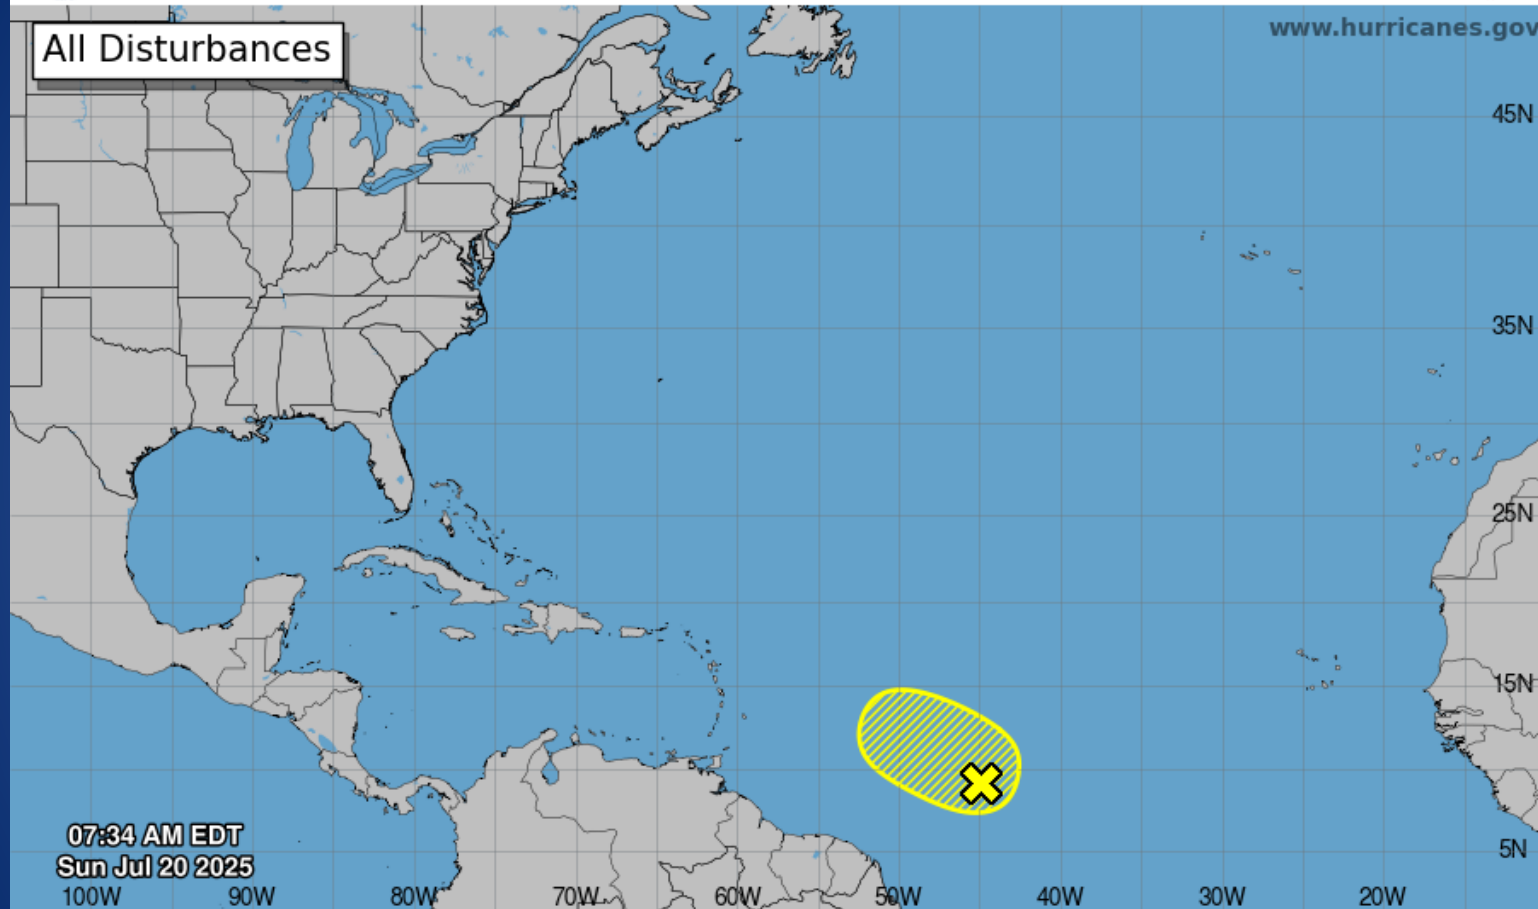 All Disturbances
www.hurricanes.gov
45N
35N
25N
15N
5N
07:34 AM EDT
Sun Jul 20 2025
100W 90W 80W 70W 60W 50W 40W 30W 20W